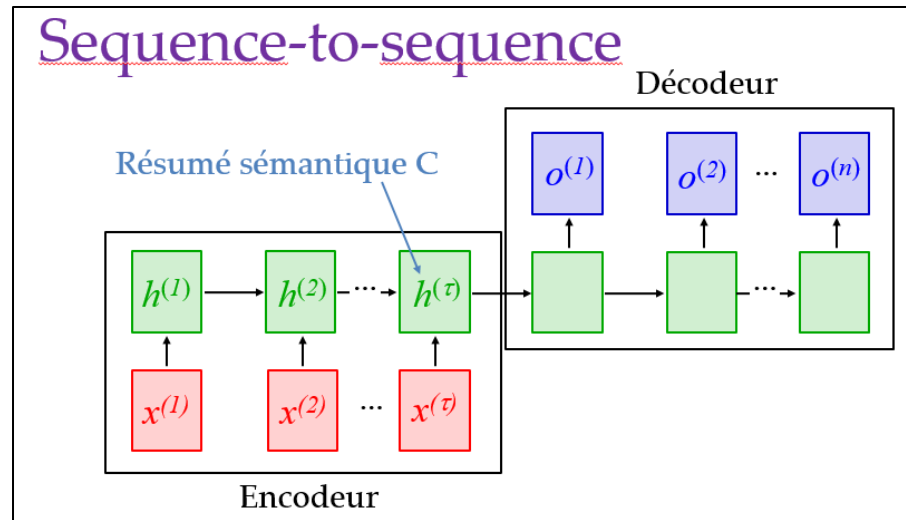 Sequence-to-sequence
Décodeur
Résumé sémantique C
o(1) o(2) ... o(n)
h(1) h(2) ... h(τ) ...
x(1) x(2) ... x(τ)
Encodeur